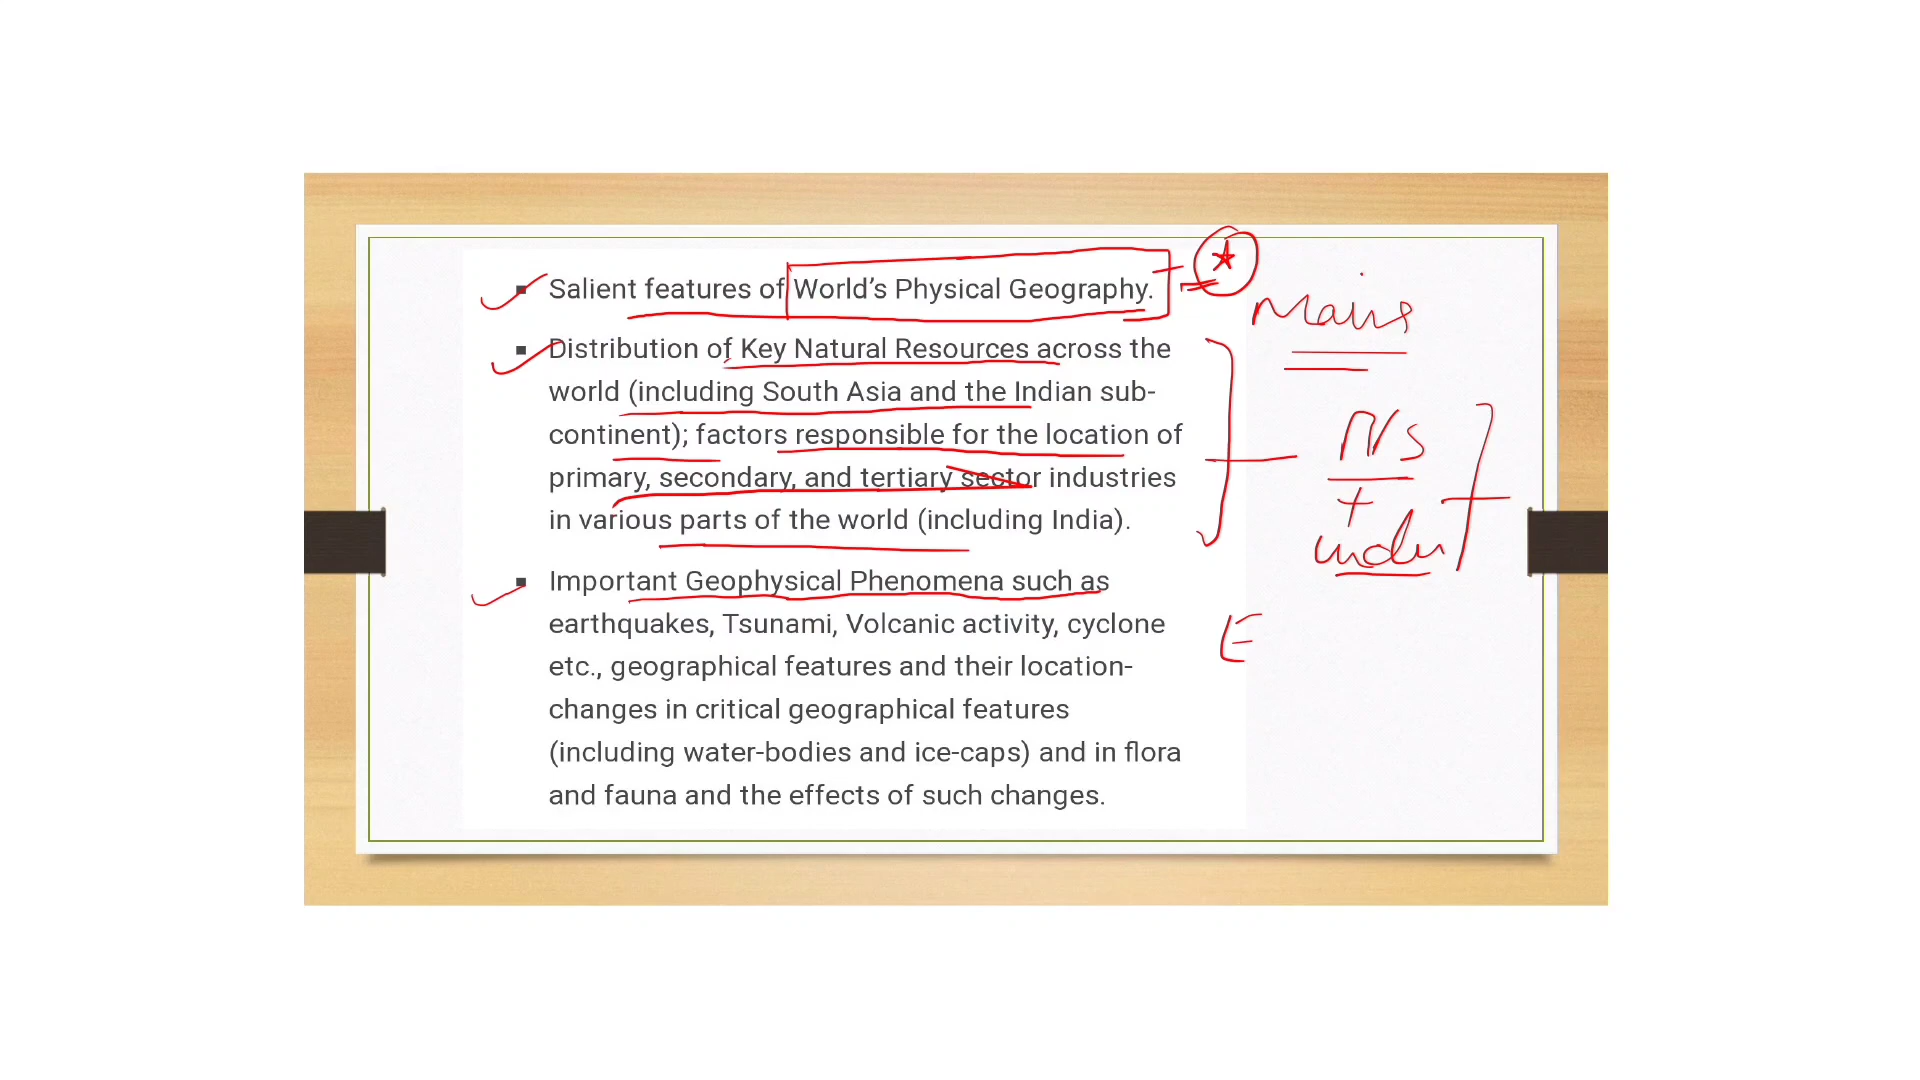 Salient features of World's Physical Geography.
Mains
Distribution of Key Natural Resources across the
world (including South Asia and the Indian sub-
continent); factors responsible for the location of
primary, secondary, and tertiary sector industries
in various parts of the world (including India).
+
Important Geophysical Phenomena such as
earthquakes, Tsunami, Volcanic activity, cyclone
etc., geographical features and their location-
changes in critical geographical features
(including water-bodies and ice-caps) and in flora
and fauna and the effects of such changes.
E